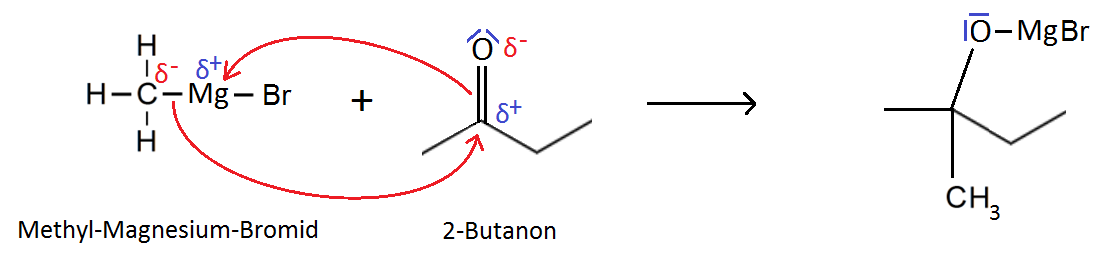 H
δ⁻ δ⁺
H–C–Mg–Br
H
+
O δ⁻
δ⁺
O–MgBr
CH₃
Methyl-Magnesium-Bromid
2-Butanon